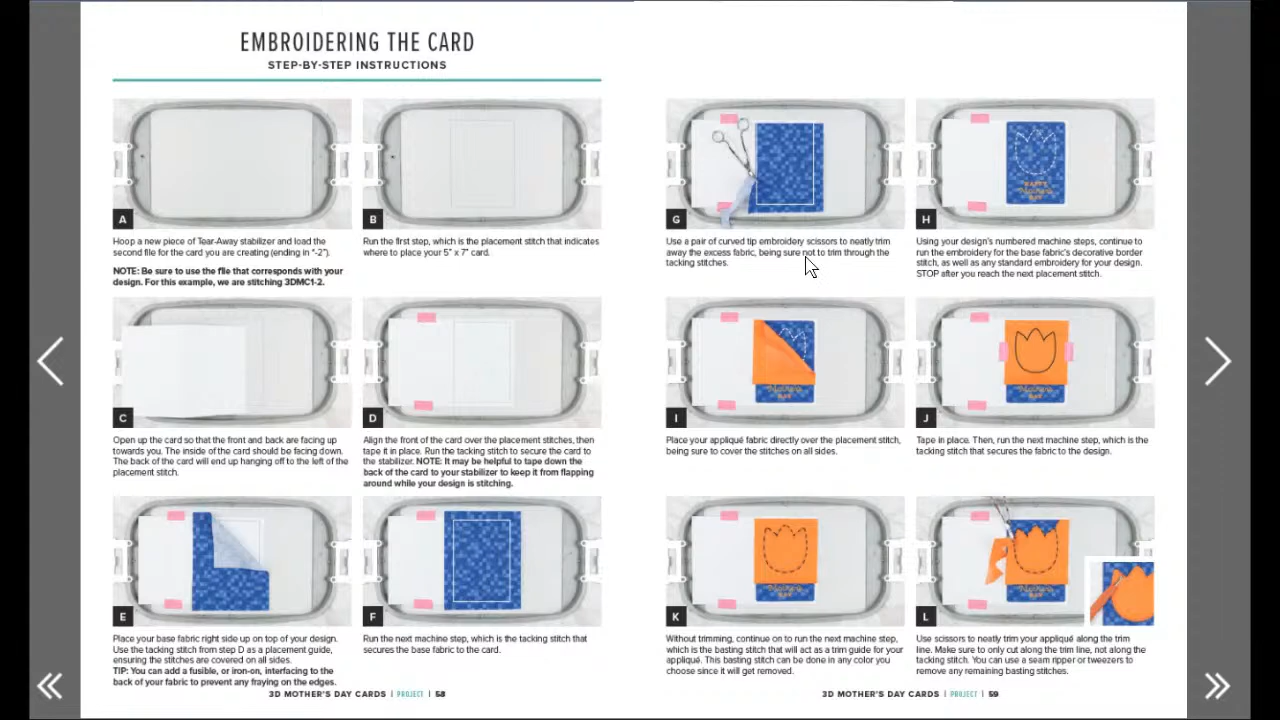 EMBROIDERING THE CARD
STEP-BY-STEP INSTRUCTIONS
A
Hoop a new piece of Tear-Away stabilizer and load the
second file for the card you are creating (ending in "-2").
NOTE: Be sure to use the file that corresponds with your
design. For this example, we are stitching 3DMC1-2.
B
Run the first step, which is the placement stitch that indicates
where to place your 5" x 7" card.
C
Open up the card so that the front and back are facing up
towards you. The inside of the card should be facing down.
The back of the card will end up hanging off to the left of the
placement stitch.
D
Align the front of the card over the placement stitches, then
tape it in place. Run the tacking stitch to secure the card to
the stabilizer. NOTE: It may be helpful to tape down the
back of the card to your stabilizer to keep it from flapping
around while your design is stitching.
E
Place your base fabric right side up on top of your design.
Use the tacking stitch from step D as a placement guide,
ensuring the stitches are covered on all sides.
TIP: You can add a fusible, or iron-on, interfacing to the
back of your fabric to prevent any fraying on the edges.
F
Run the next machine step, which is the tacking stitch that
secures the base fabric to the card.
3D MOTHER'S DAY CARDS | PROJECT | 58
G
Use a pair of curved tip embroidery scissors to neatly trim
away the excess fabric, being sure not to trim through the
tacking stitches.
HAPPY
Mother's
DAY
H
Using your design's numbered machine steps, continue to
run the embroidery for the base fabric's decorative border
stitch, as well as any standard embroidery for your design.
STOP after you reach the next placement stitch.
Mother's
DAY
I
Place your appliqué fabric directly over the placement stitch,
being sure to cover the stitches on all sides.
Mother's
DAY
J
Tape in place. Then, run the next machine step, which is the
tacking stitch that secures the fabric to the design.
Mother's
DAY
K
Without trimming, continue on to run the next machine step,
which is the basting stitch that will act as a trim guide for your
appliqué. This basting stitch can be done in any color you
choose since it will get removed.
Mother's
DAY
L
Use scissors to neatly trim your appliqué along the trim
line. Make sure to only cut along the trim line, not along the
tacking stitch. You can use a seam ripper or tweezers to
remove any remaining basting stitches.
3D MOTHER'S DAY CARDS | PROJECT | 59